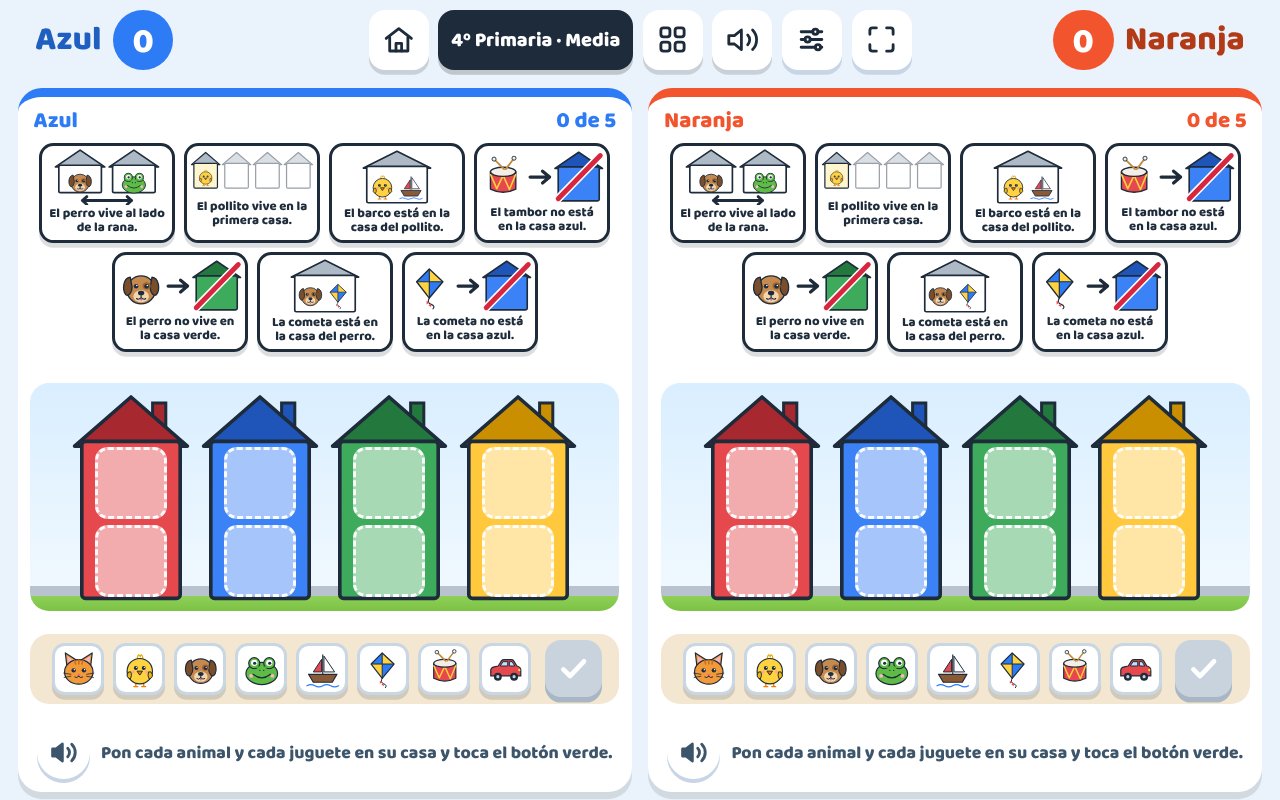 Azul 0
4º Primaria · Media
0 Naranja
Azul
0 de 5
El perro vive al lado
de la rana.
El pollito vive en la
primera casa.
El barco está en la
casa del pollito.
El tambor no está
en la casa azul.
El perro no vive en
la casa verde.
La cometa está en
la casa del perro.
La cometa no está
en la casa azul.
Pon cada animal y cada juguete en su casa y toca el botón verde.
Naranja
0 de 5
El perro vive al lado
de la rana.
El pollito vive en la
primera casa.
El barco está en la
casa del pollito.
El tambor no está
en la casa azul.
El perro no vive en
la casa verde.
La cometa está en
la casa del perro.
La cometa no está
en la casa azul.
Pon cada animal y cada juguete en su casa y toca el botón verde.